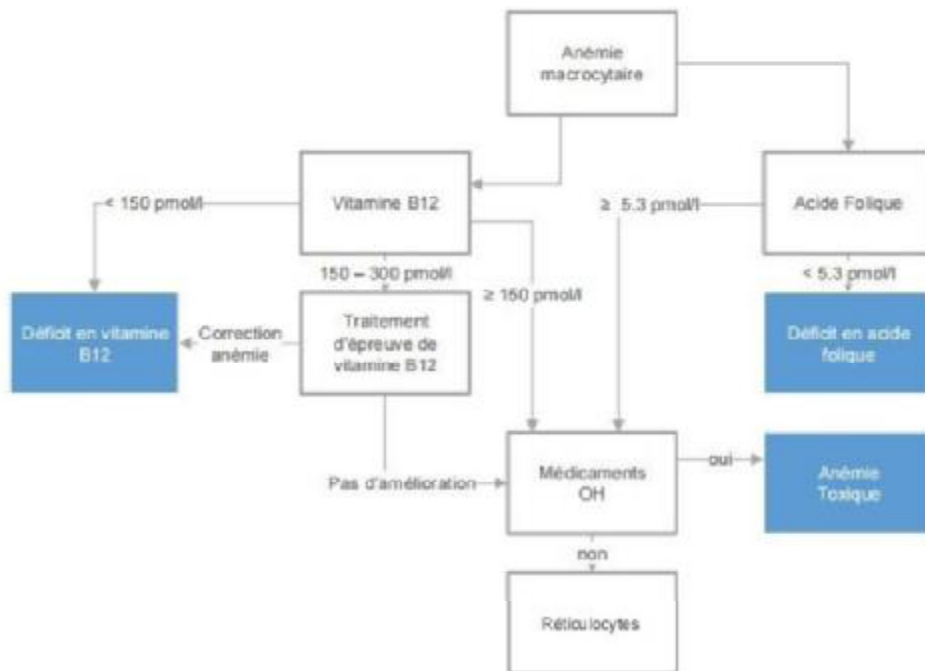 Anémie
macrocytaire
< 150 pmol/l
Vitamine B12
≥ 5.3 pmol/l
Acide Folique
150 – 300 pmol/l
≥ 150 pmol/l
< 5.3 pmol/l
Déficit en vitamine
B12
Correction
anémie
Traitement
d'épreuve de
vitamine B12
Déficit en acide
folique
Pas d'amélioration
Médicaments
OH
oui
Anémie
Toxique
non
Réticulocytes